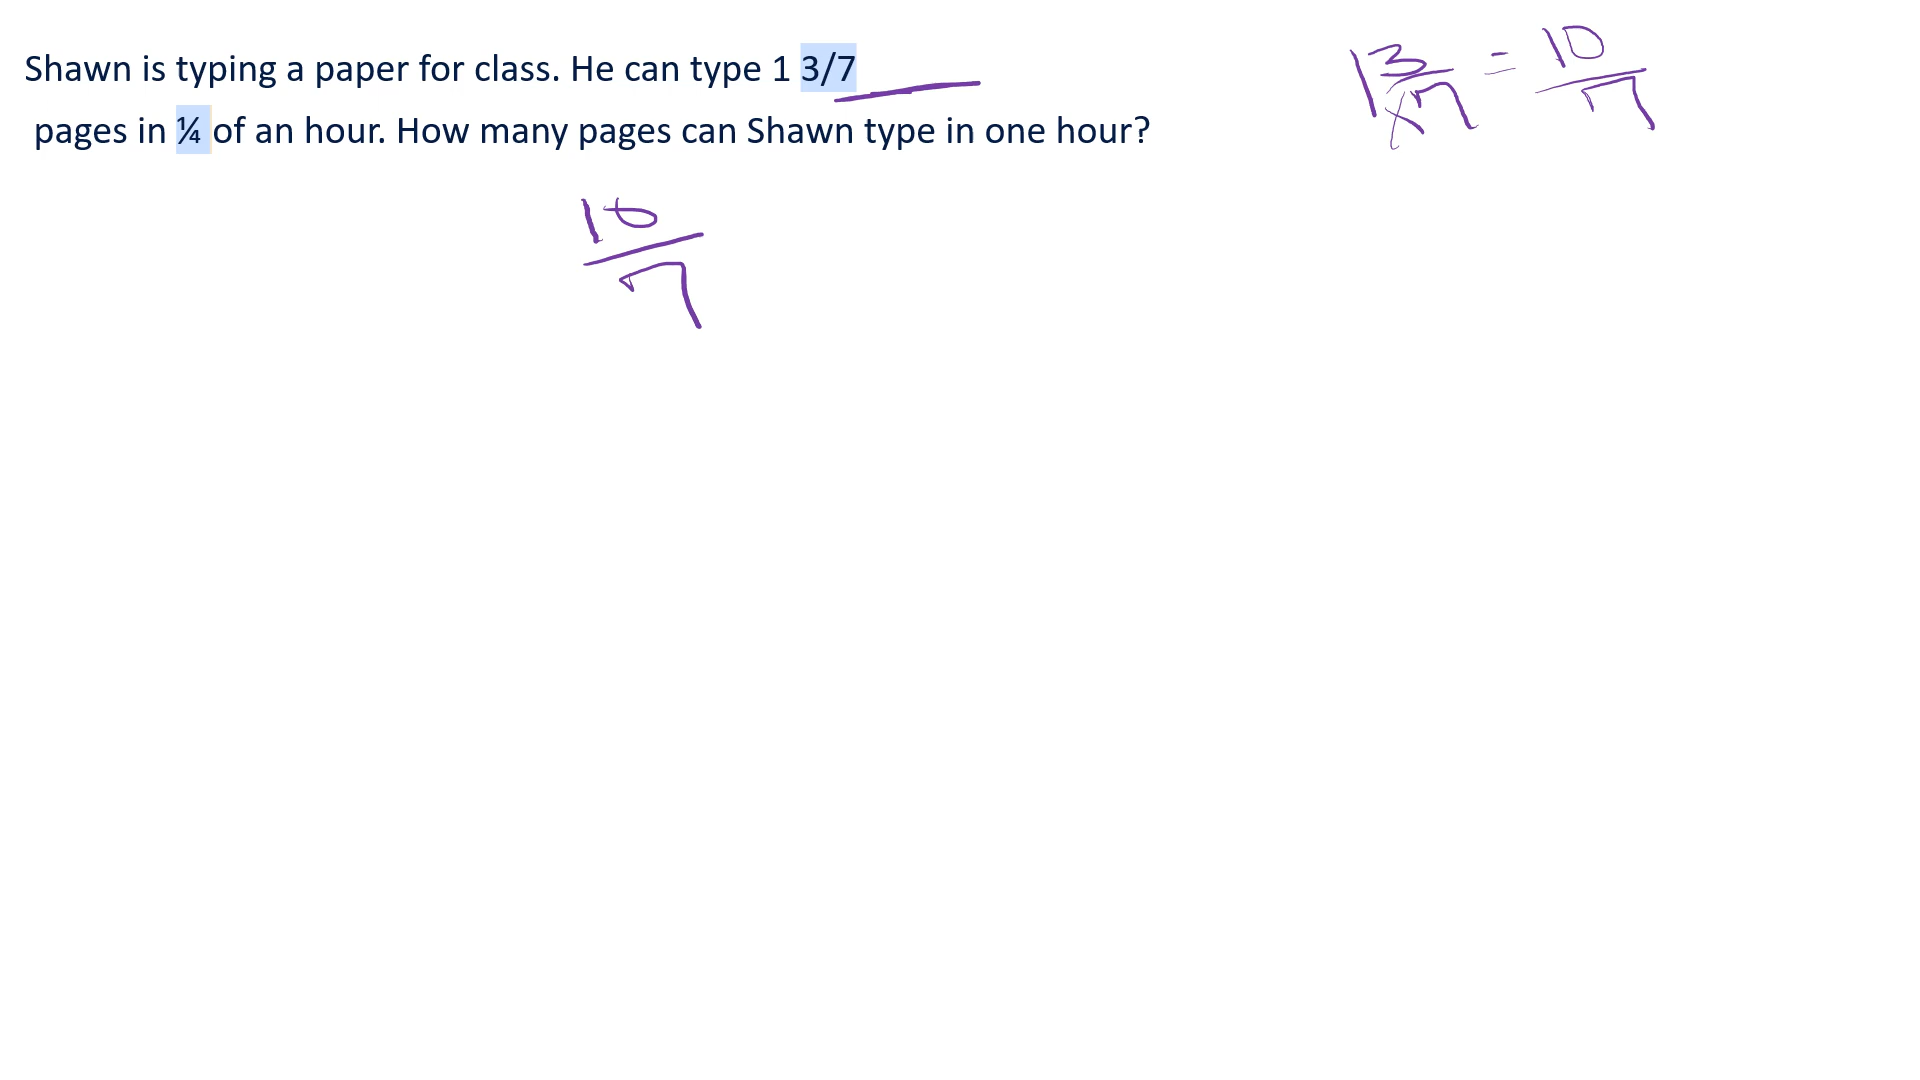 Shawn is typing a paper for class. He can type 1 3/7
pages in ¼ of an hour. How many pages can Shawn type in one hour?
1 3/7 = 10/7
10/7